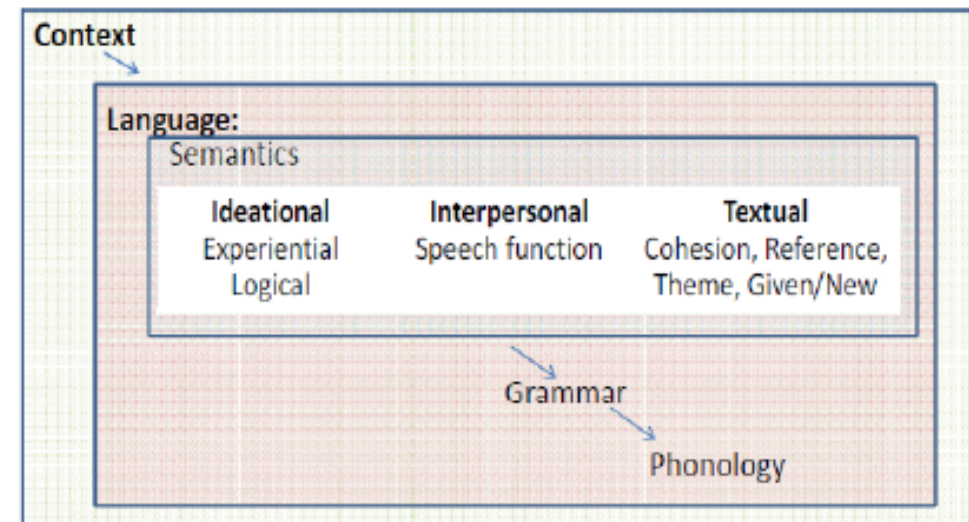 Context
Language:
Semantics
Ideational
Experiential
Logical
Interpersonal
Speech function
Textual
Cohesion, Reference,
Theme, Given/New
Grammar
Phonology